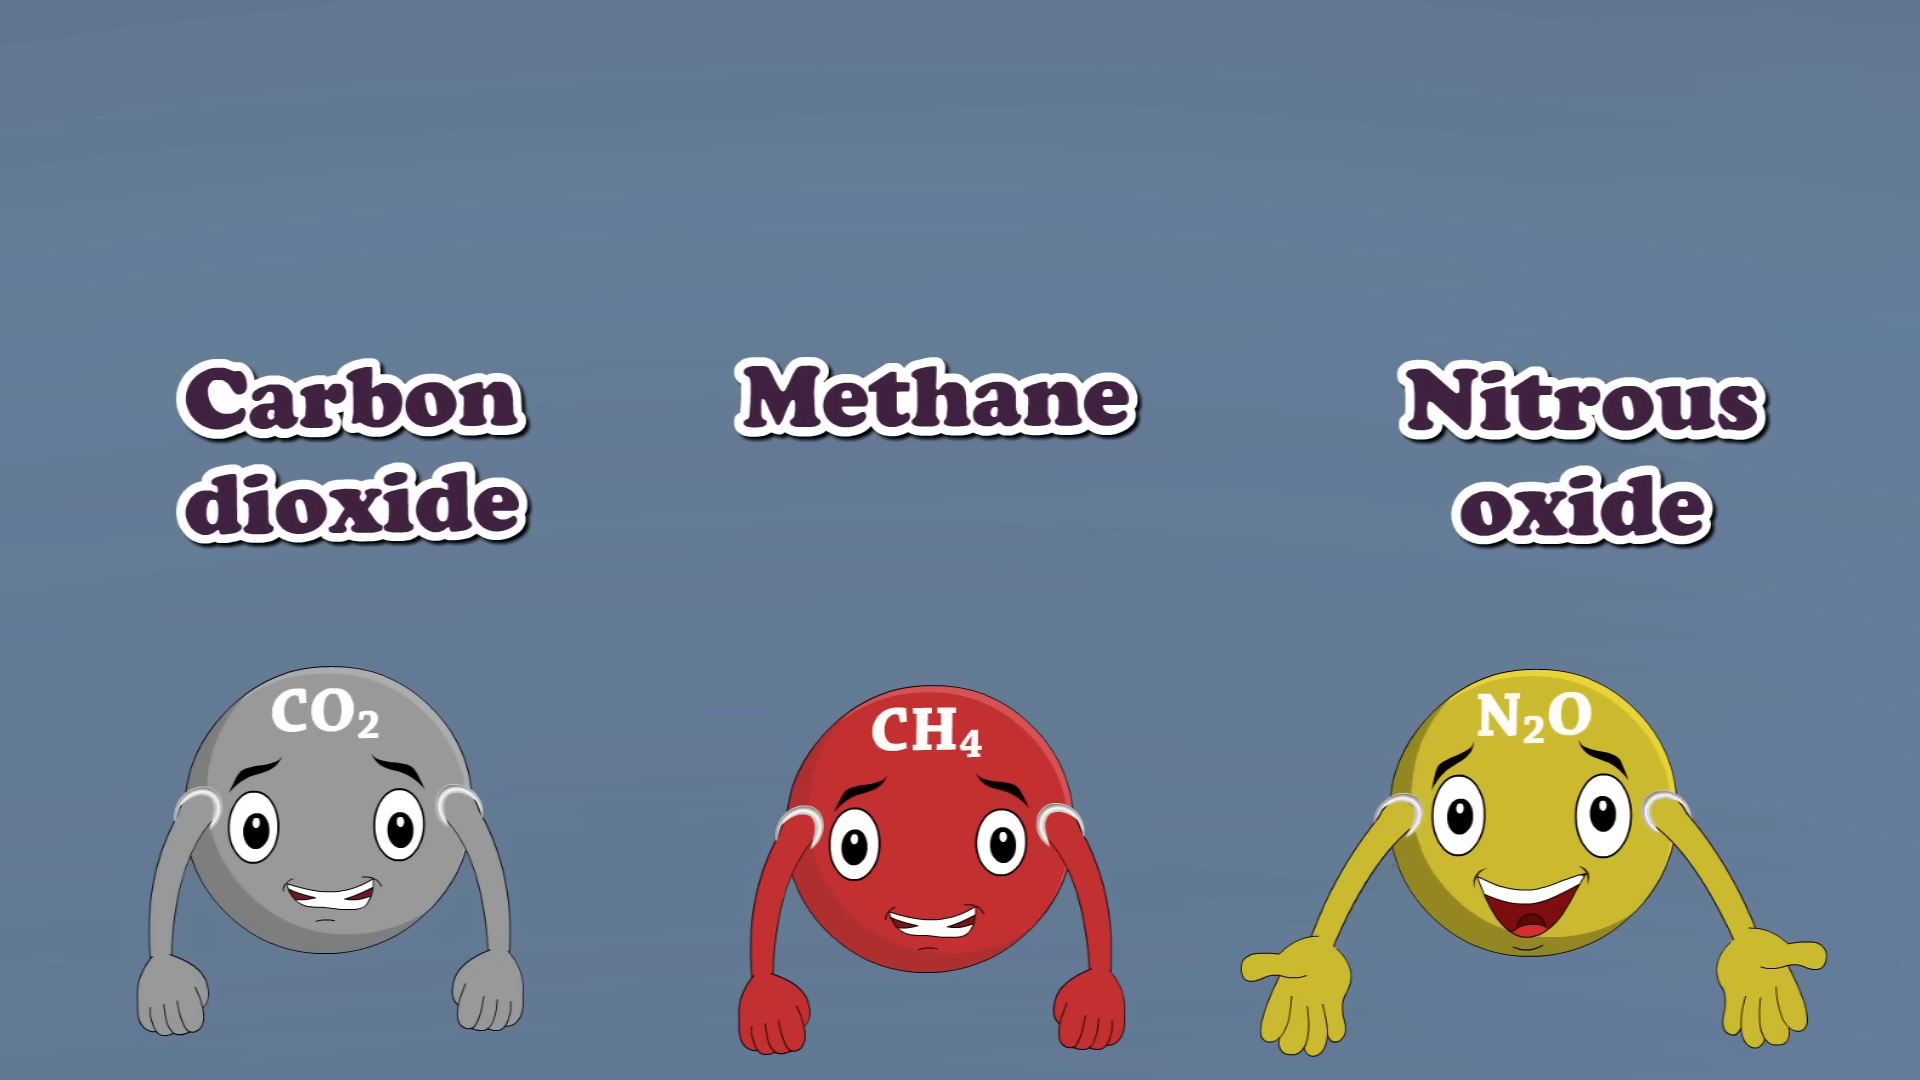 Carbon
dioxide
Methane
Nitrous
oxide
CO₂
CH₄
N₂O